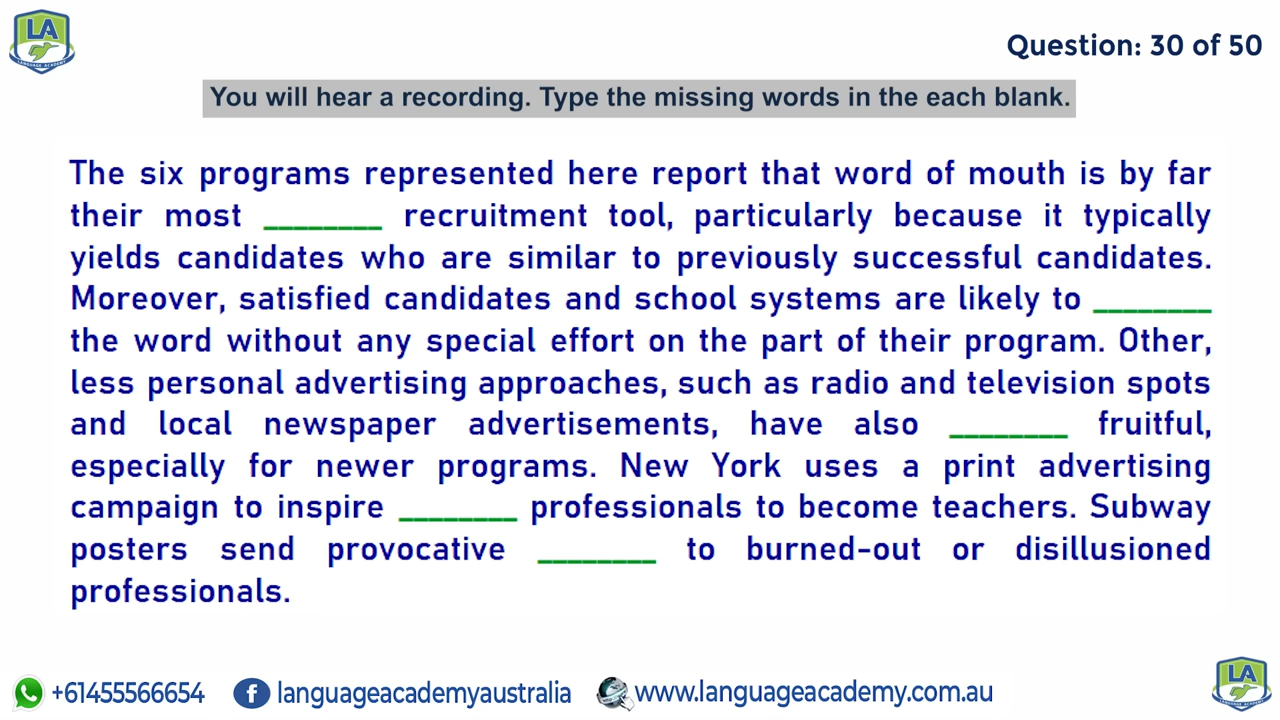 LA
LANGUAGE ACADEMY
Question: 30 of 50
You will hear a recording. Type the missing words in the each blank.
The six programs represented here report that word of mouth is by far
their most ________ recruitment tool, particularly because it typically
yields candidates who are similar to previously successful candidates.
Moreover, satisfied candidates and school systems are likely to ________
the word without any special effort on the part of their program. Other,
less personal advertising approaches, such as radio and television spots
and local newspaper advertisements, have also ________ fruitful,
especially for newer programs. New York uses a print advertising
campaign to inspire ________ professionals to become teachers. Subway
posters send provocative ________ to burned-out or disillusioned
professionals.
+61455566654
languageacademyaustralia
www.languageacademy.com.au
LA
LANGUAGE ACADEMY